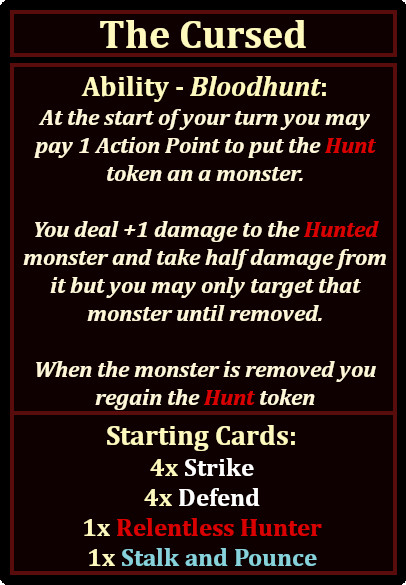 The Cursed
Ability - Bloodhunt:
At the start of your turn you may
pay 1 Action Point to put the Hunt
token an a monster.
You deal +1 damage to the Hunted
monster and take half damage from
it but you may only target that
monster until removed.
When the monster is removed you
regain the Hunt token
Starting Cards:
4x Strike
4x Defend
1x Relentless Hunter
1x Stalk and Pounce